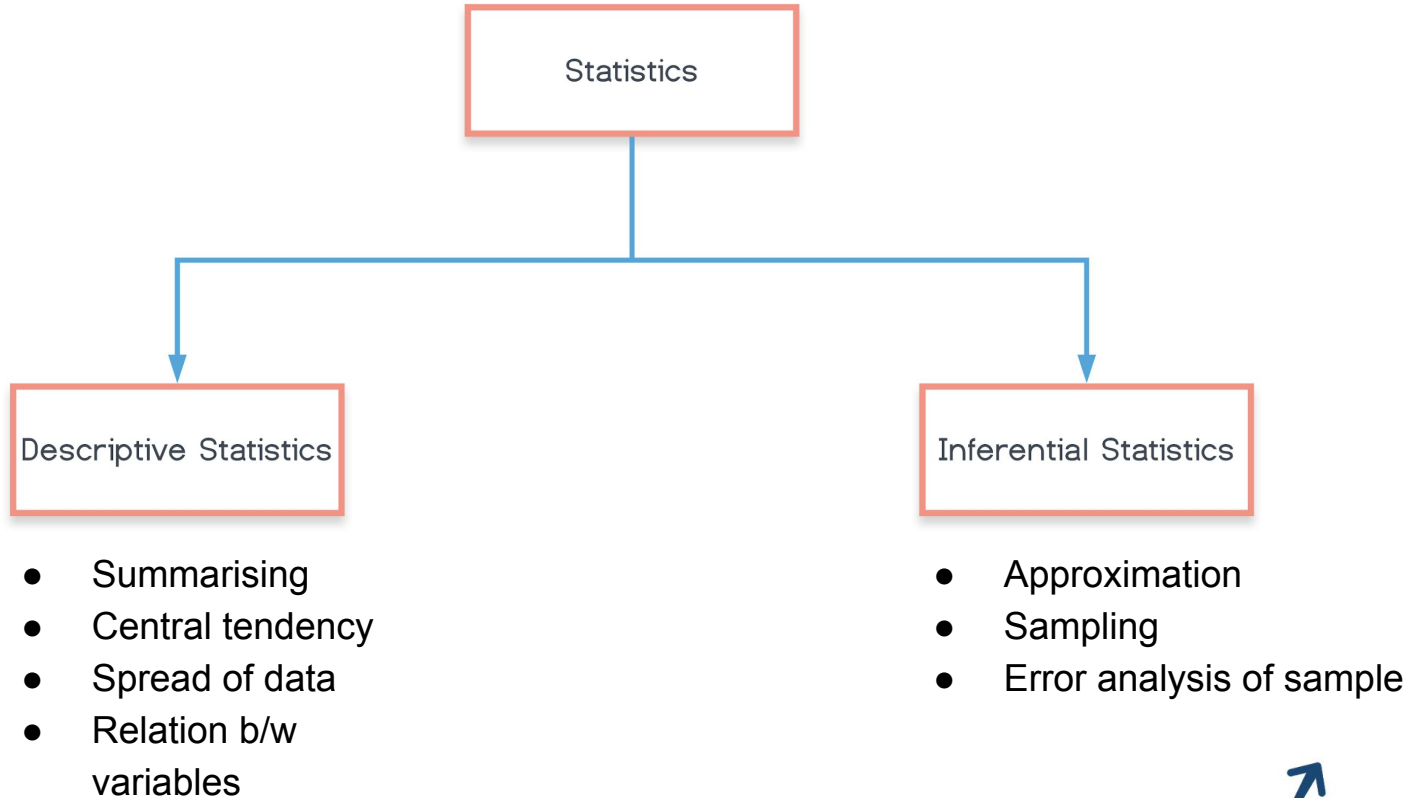 Statistics
Descriptive Statistics
● Summarising
● Central tendency
● Spread of data
● Relation b/w
variables
Inferential Statistics
● Approximation
● Sampling
● Error analysis of sample